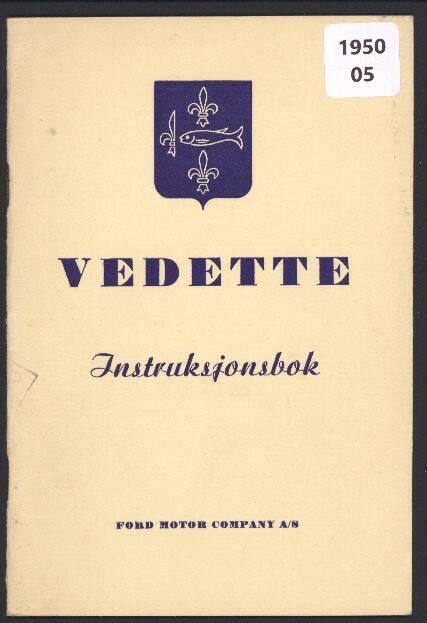 1950
05
VEDETTE
Instruksjonsbok
FORD MOTOR COMPANY A/S